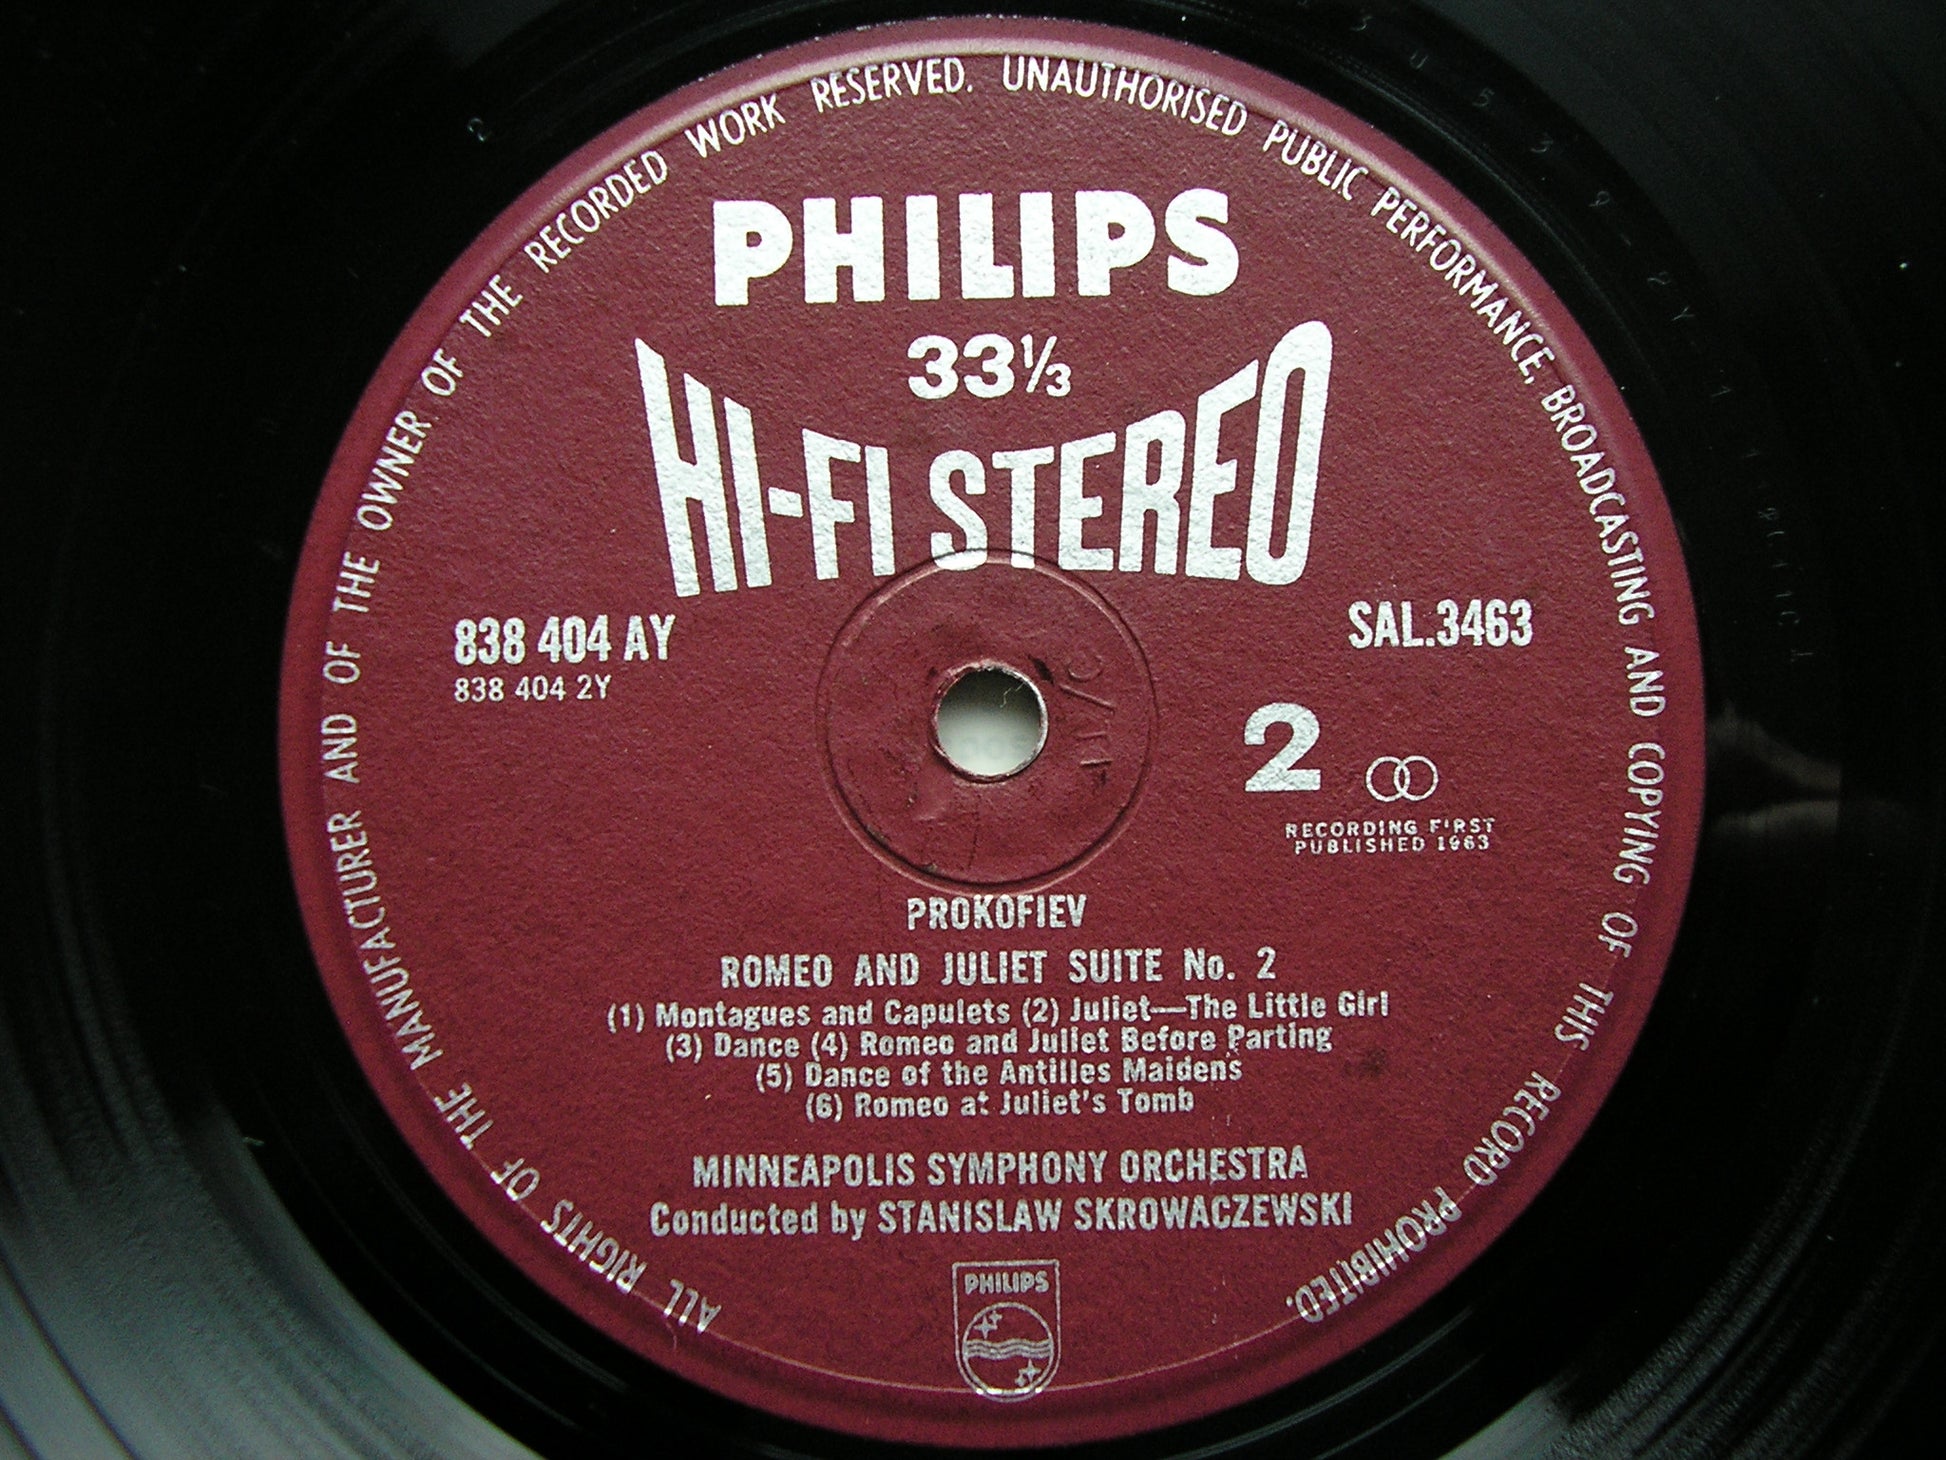 ALL RIGHTS OF THE MANUFACTURER AND OF THE OWNER OF THE RECORDED WORK RESERVED. UNAUTHORISED PUBLIC PERFORMANCE, BROADCASTING AND COPYING OF THIS RECORD PROHIBITED.
PHILIPS
33⅓
HI-FI STEREO
838 404 AY
838 404 2Y
SAL.3463
2
RECORDING FIRST
PUBLISHED 1963
PROKOFIEV
ROMEO AND JULIET SUITE No. 2
(1) Montagues and Capulets (2) Juliet—The Little Girl
(3) Dance (4) Romeo and Juliet Before Parting
(5) Dance of the Antilles Maidens
(6) Romeo at Juliet's Tomb
MINNEAPOLIS SYMPHONY ORCHESTRA
Conducted by STANISLAW SKROWACZEWSKI
PHILIPS